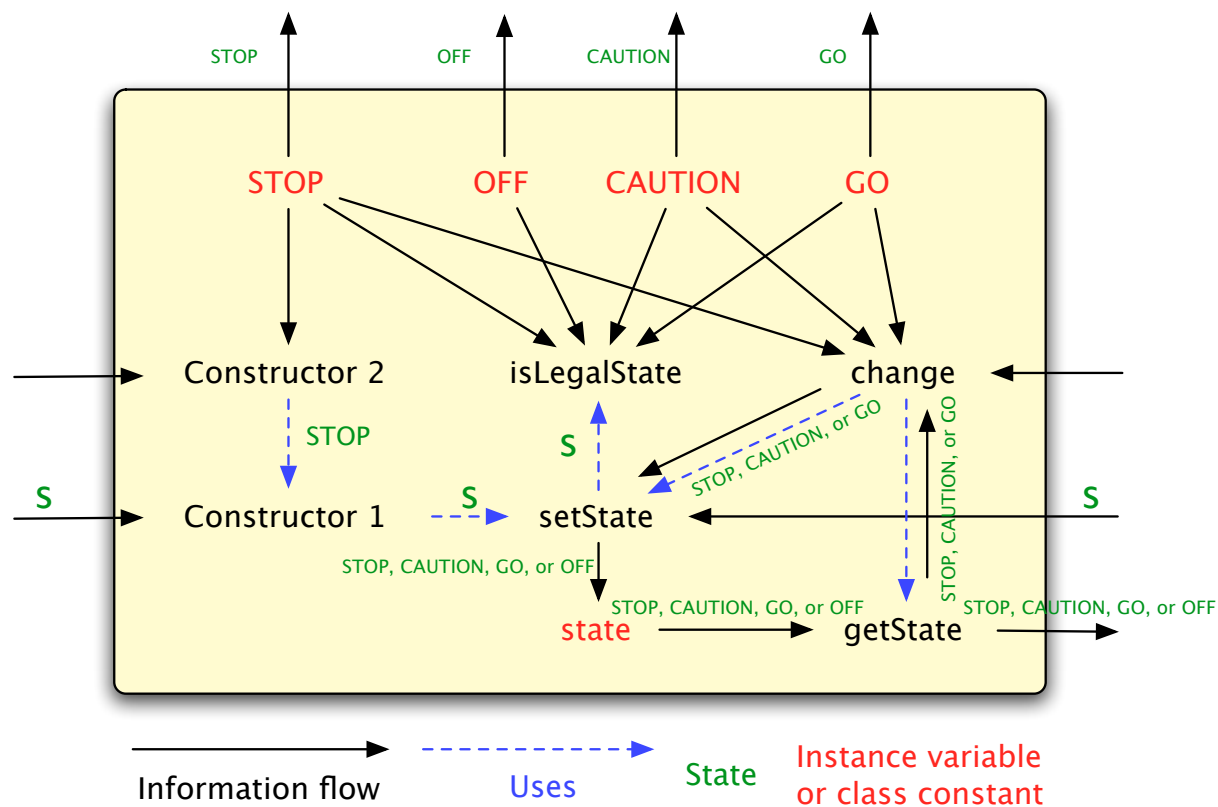 STOP
OFF
CAUTION
GO
STOP
OFF
CAUTION
GO
Constructor 2
isLegalState
change
STOP
S
STOP, CAUTION, or GO
STOP, CAUTION, or GO
S
Constructor 1
S
setState
S
STOP, CAUTION, GO, or OFF
state
STOP, CAUTION, GO, or OFF
getState
STOP, CAUTION, GO, or OFF
Information flow
Uses
State
Instance variable
or class constant